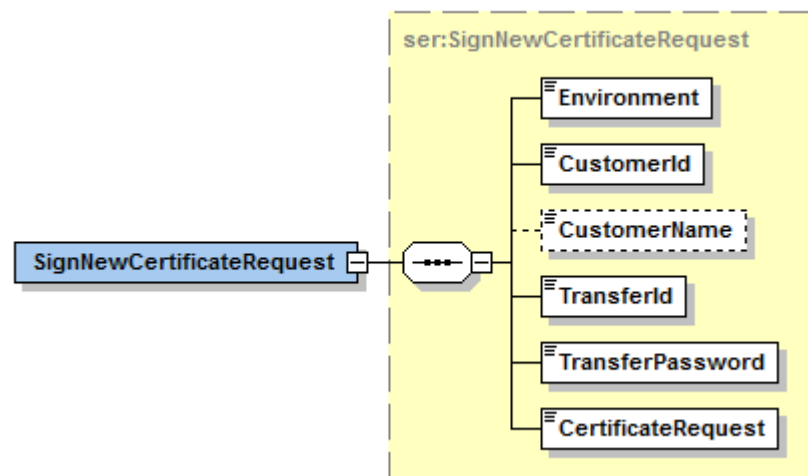 ser:SignNewCertificateRequest
Environment
CustomerId
CustomerName
SignNewCertificateRequest
TransferId
TransferPassword
CertificateRequest